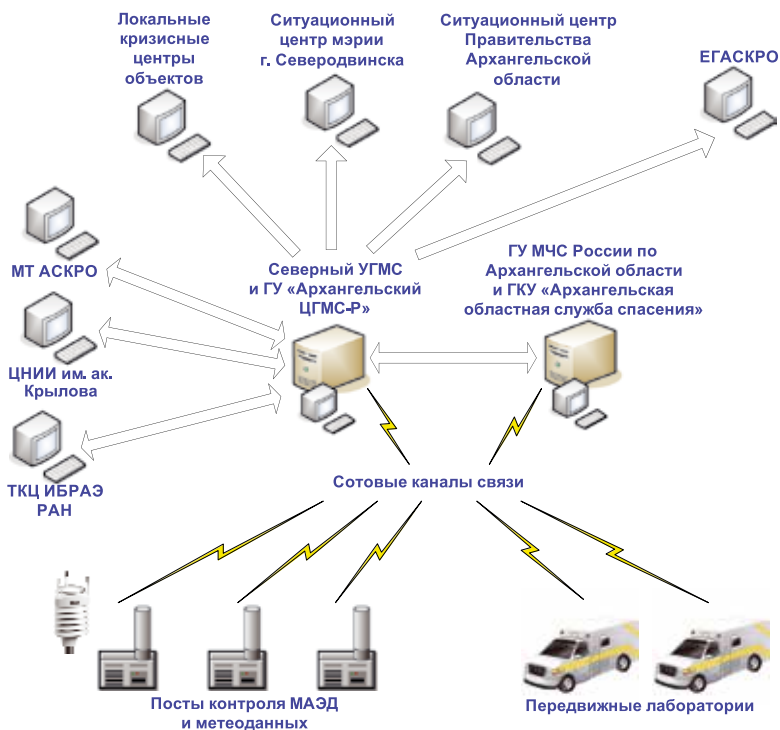 Локальные
кризисные
центры
объектов
Ситуационный
центр мэрии
г. Северодвинска
Ситуационный центр
Правительства
Архангельской
области
ЕГАСКРО
МТ АСКРО
Северный УГМС
и ГУ «Архангельский
ЦГМС-Р»
ГУ МЧС России по
Архангельской области
и ГКУ «Архангельская
областная служба спасения»
ЦНИИ им. ак.
Крылова
ТКЦ ИБРАЭ
РАН
Сотовые каналы связи
Посты контроля МАЭД
и метеоданных
Передвижные лаборатории